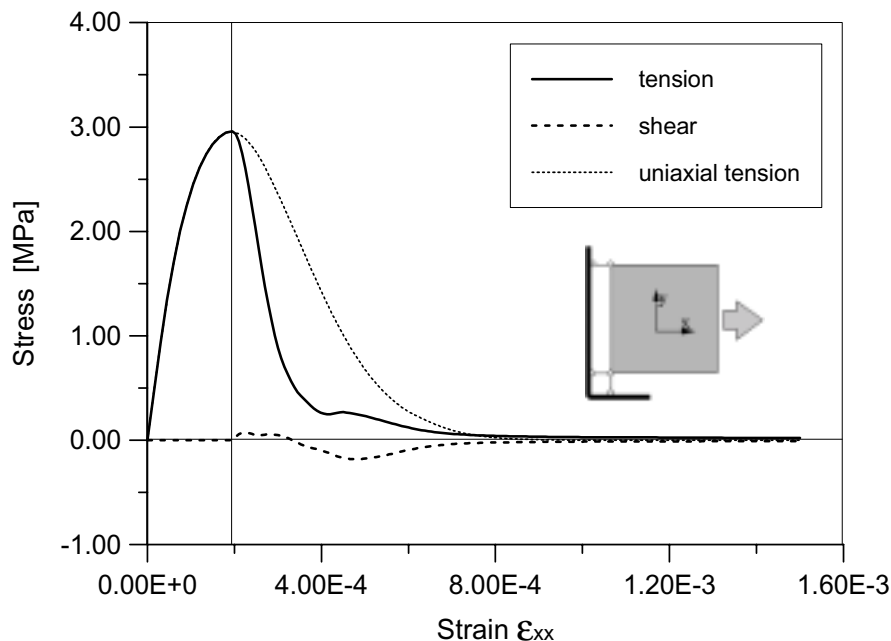 4.00
3.00
2.00
1.00
0.00
-1.00
Stress [MPa]
tension
shear
uniaxial tension
y
x
0.00E+0
4.00E-4
8.00E-4
1.20E-3
1.60E-3
Strain εxx